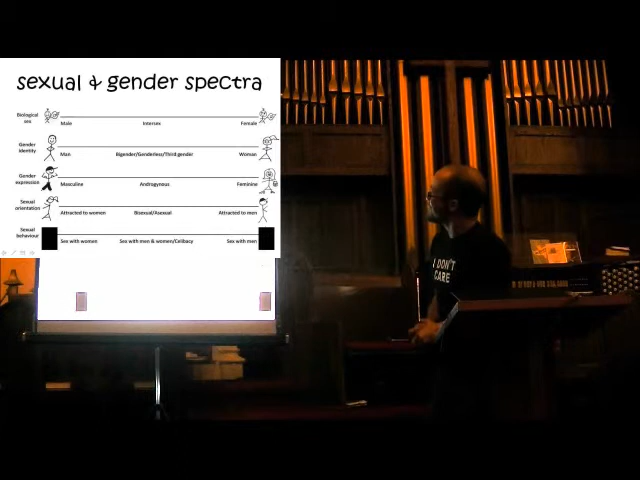 sexual & gender spectra
Biological sex
Male Intersex Female
Gender identity
Man Bigender/Genderless/Third gender Woman
Gender expression
Masculine Androgynous Feminine
Sexual orientation
Attracted to women Bisexual/Asexual Attracted to men
Sexual behaviour
Sex with women Sex with men & women/Celibacy Sex with men
I DON'T
CARE